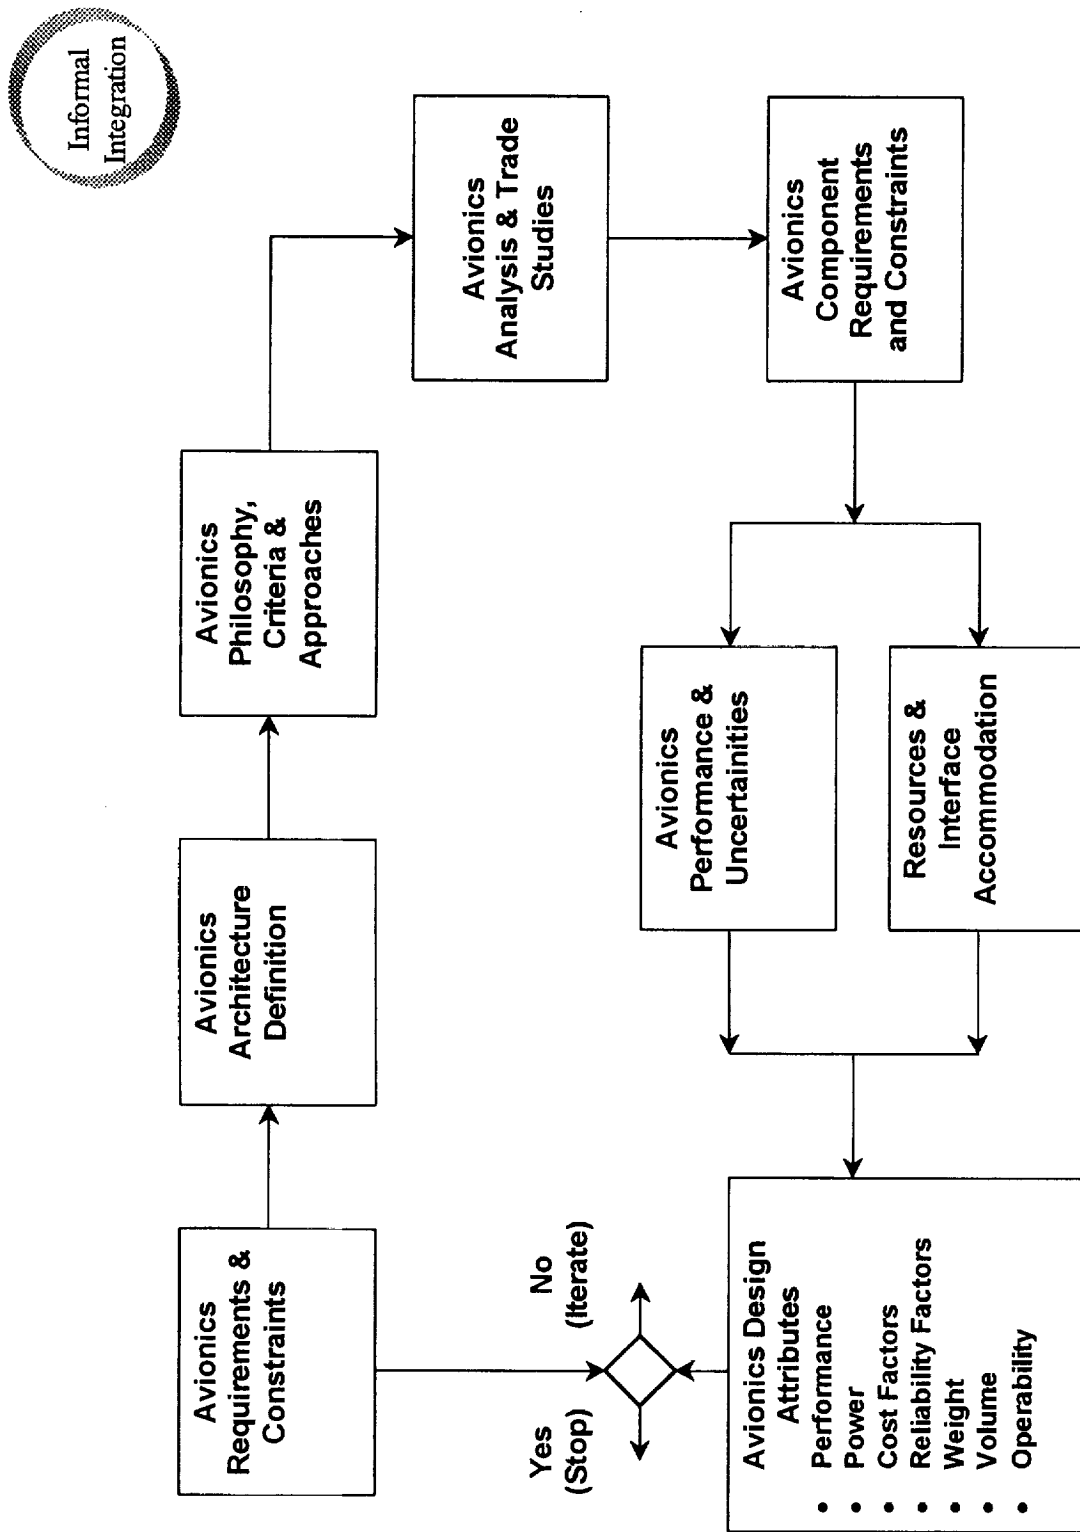 Informal
Integration
Avionics
Requirements &
Constraints
Avionics
Architecture
Definition
Avionics
Philosophy,
Criteria &
Approaches
Avionics
Analysis & Trade
Studies
Avionics
Component
Requirements
and Constraints
Avionics
Performance &
Uncertainities
Resources &
Interface
Accommodation
Yes
(Stop)
No
(Iterate)
Avionics Design
Attributes
• Performance
• Power
• Cost Factors
• Reliability Factors
• Weight
• Volume
• Operability